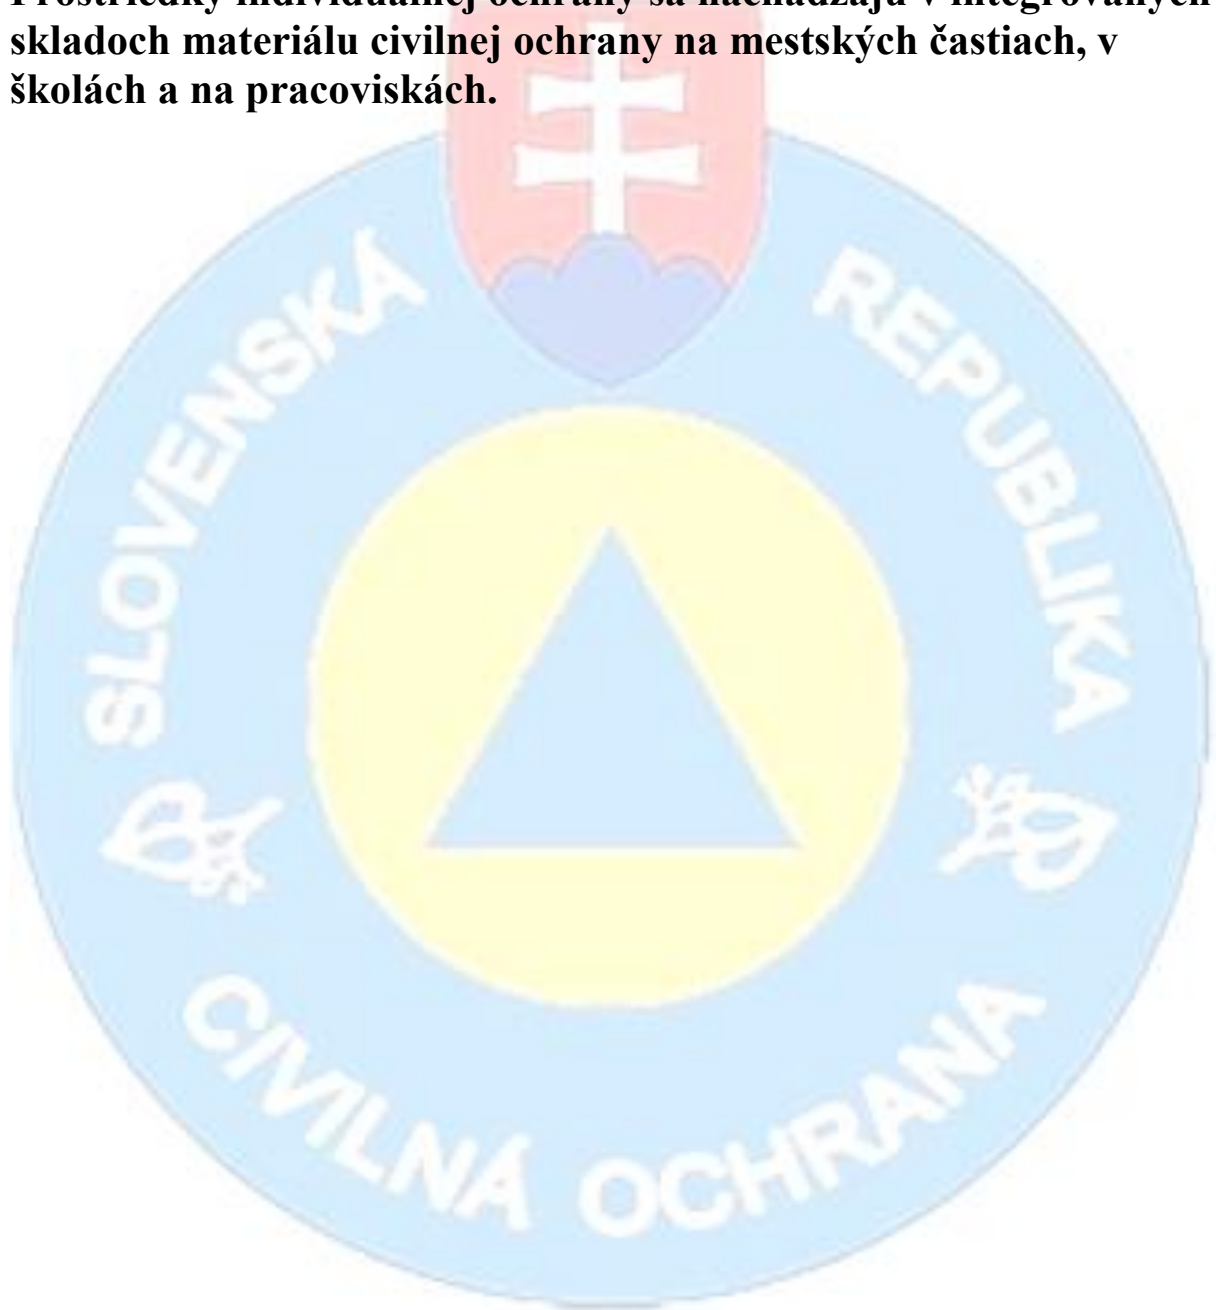 Prostriedky individuálnej ochrany sa nachádzajú v integrovaných
skladoch materiálu civilnej ochrany na mestských častiach, v
školách a na pracoviskách.
SLOVENSKÁ REPUBLIKA
CIVILNÁ OCHRANA